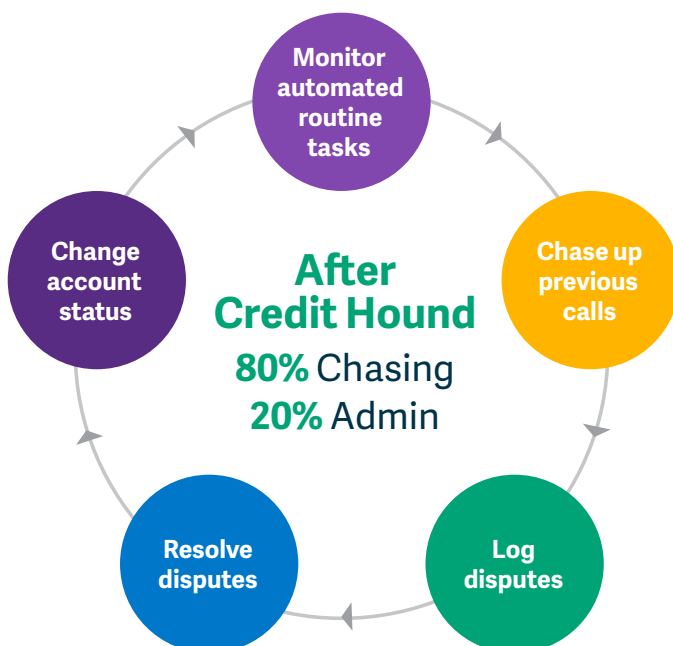 Monitor
automated
routine
tasks
Chase up
previous
calls
Log
disputes
Resolve
disputes
Change
account
status
After
Credit Hound
80% Chasing
20% Admin